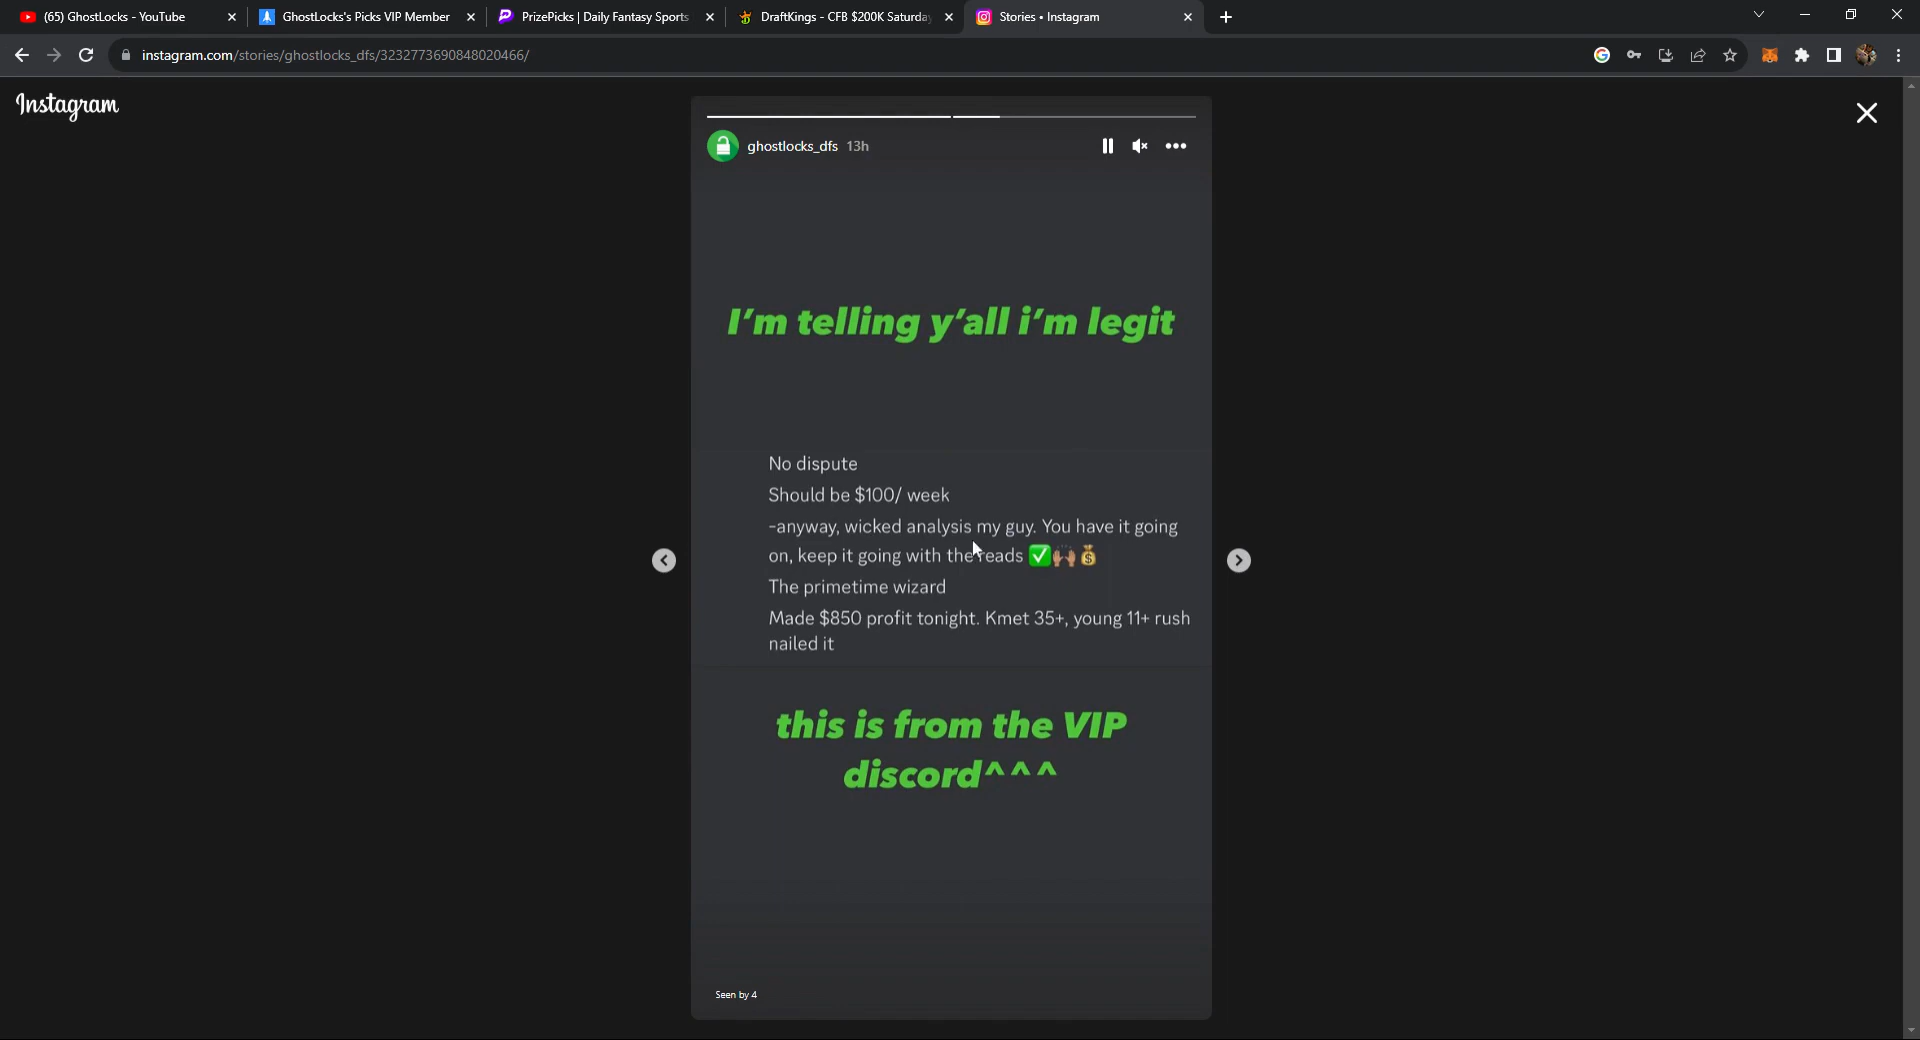 (65) GhostLocks - YouTube
GhostLocks's Picks VIP Member
PrizePicks | Daily Fantasy Sports
DraftKings - CFB $200K Saturday
Stories • Instagram
instagram.com/stories/ghostlocks_dfs/3232773690848020466/
Instagram
ghostlocks_dfs 13h
I'm telling y'all i'm legit
No dispute
Should be $100/ week
-anyway, wicked analysis my guy. You have it going
on, keep it going with the reads ✅🙌🏽💰
The primetime wizard
Made $850 profit tonight. Kmet 35+, young 11+ rush
nailed it
this is from the VIP
discord^^^
Seen by 4